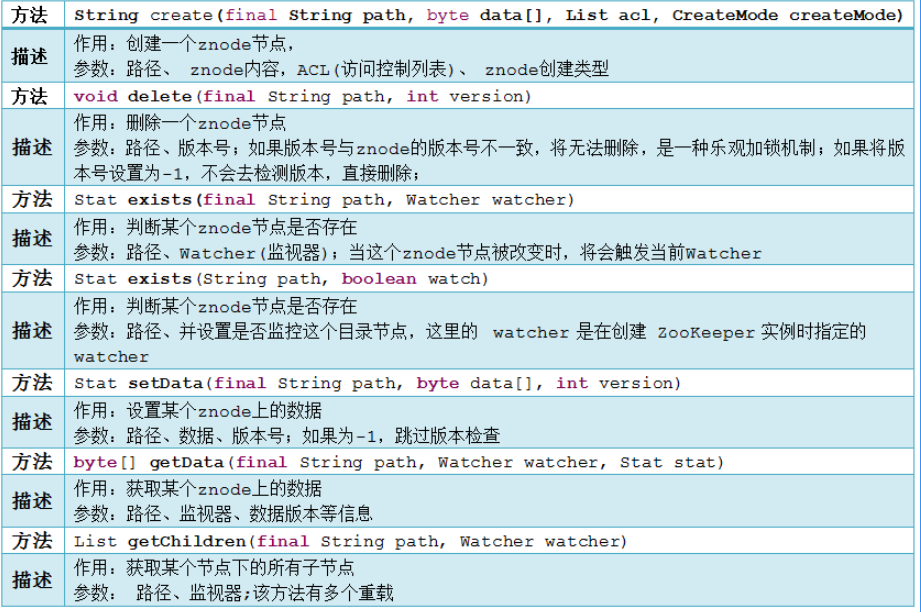 方法 String create(final String path, byte data[], List acl, CreateMode createMode)
描述 作用：创建一个znode节点，
参数：路径、 znode内容，ACL(访问控制列表)、 znode创建类型
方法 void delete(final String path, int version)
描述 作用：删除一个znode节点
参数：路径、版本号；如果版本号与znode的版本号不一致，将无法删除，是一种乐观加锁机制；如果将版
本号设置为-1，不会去检测版本，直接删除；
方法 Stat exists(final String path, Watcher watcher)
描述 作用：判断某个znode节点是否存在
参数：路径、Watcher(监视器)；当这个znode节点被改变时，将会触发当前Watcher
方法 Stat exists(String path, boolean watch)
描述 作用：判断某个znode节点是否存在
参数：路径、并设置是否监控这个目录节点，这里的 watcher 是在创建 ZooKeeper 实例时指定的
watcher
方法 Stat setData(final String path, byte data[], int version)
描述 作用：设置某个znode上的数据
参数：路径、数据、版本号；如果为-1，跳过版本检查
方法 byte[] getData(final String path, Watcher watcher, Stat stat)
描述 作用：获取某个znode上的数据
参数：路径、监视器、数据版本等信息
方法 List getChildren(final String path, Watcher watcher)
描述 作用：获取某个节点下的所有子节点
参数： 路径、监视器;该方法有多个重载